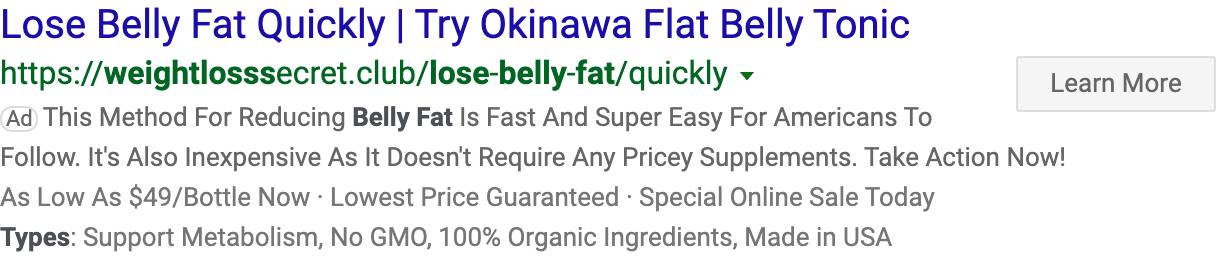 Lose Belly Fat Quickly | Try Okinawa Flat Belly Tonic
https://weightlosssecret.club/lose-belly-fat/quickly
Learn More
Ad This Method For Reducing Belly Fat Is Fast And Super Easy For Americans To
Follow. It's Also Inexpensive As It Doesn't Require Any Pricey Supplements. Take Action Now!
As Low As $49/Bottle Now · Lowest Price Guaranteed · Special Online Sale Today
Types: Support Metabolism, No GMO, 100% Organic Ingredients, Made in USA